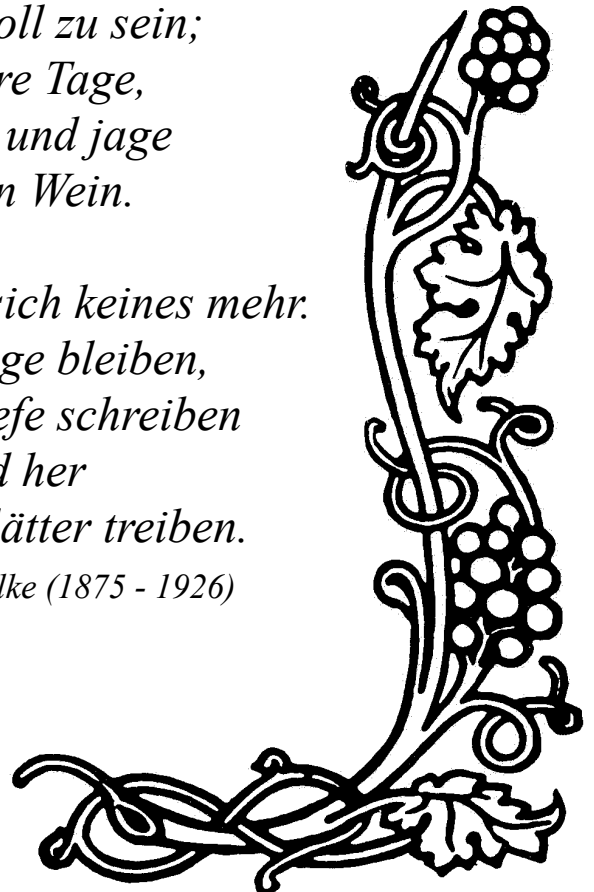 oll zu sein;
re Tage,
und jage
n Wein.
sich keines mehr.
ge bleiben,
efe schreiben
d her
lätter treiben.
lke (1875 - 1926)